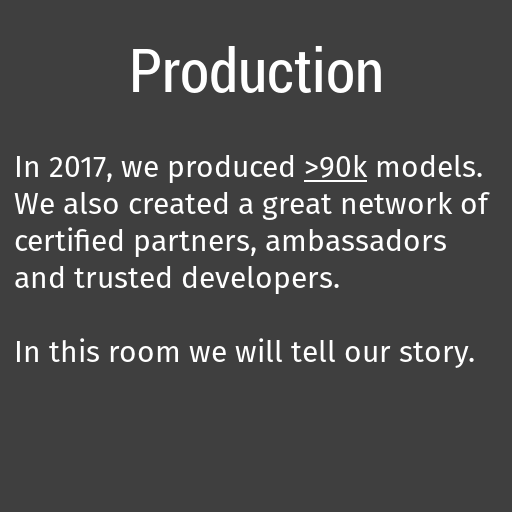 Production
In 2017, we produced >90k models.
We also created a great network of
certified partners, ambassadors
and trusted developers.
In this room we will tell our story.